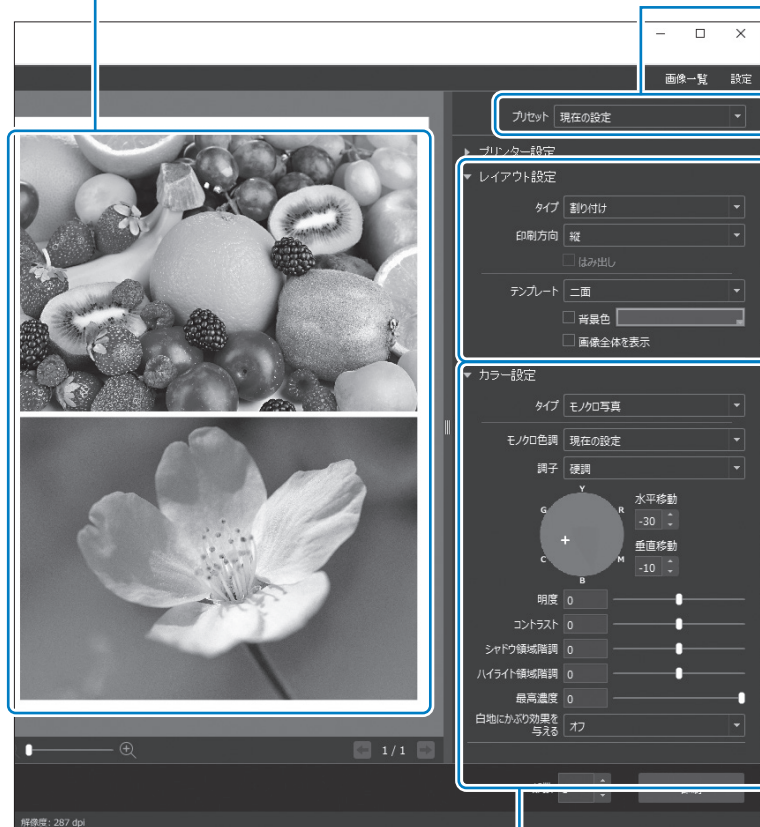 画像一覧 設定
プリセット 現在の設定
プリンター設定
レイアウト設定
タイプ 割り付け
印刷方向 縦
はみ出し
テンプレート 二面
背景色
画像全体を表示
カラー設定
タイプ モノクロ写真
モノクロ色調 現在の設定
調子 硬調
Y
G R
C M
B
水平移動
-30
垂直移動
-10
明度 0
コントラスト 0
シャドウ領域階調 0
ハイライト領域階調 0
最高濃度 0
白地にかぶり効果を
与える オフ
1 / 1
解像度: 287 dpi